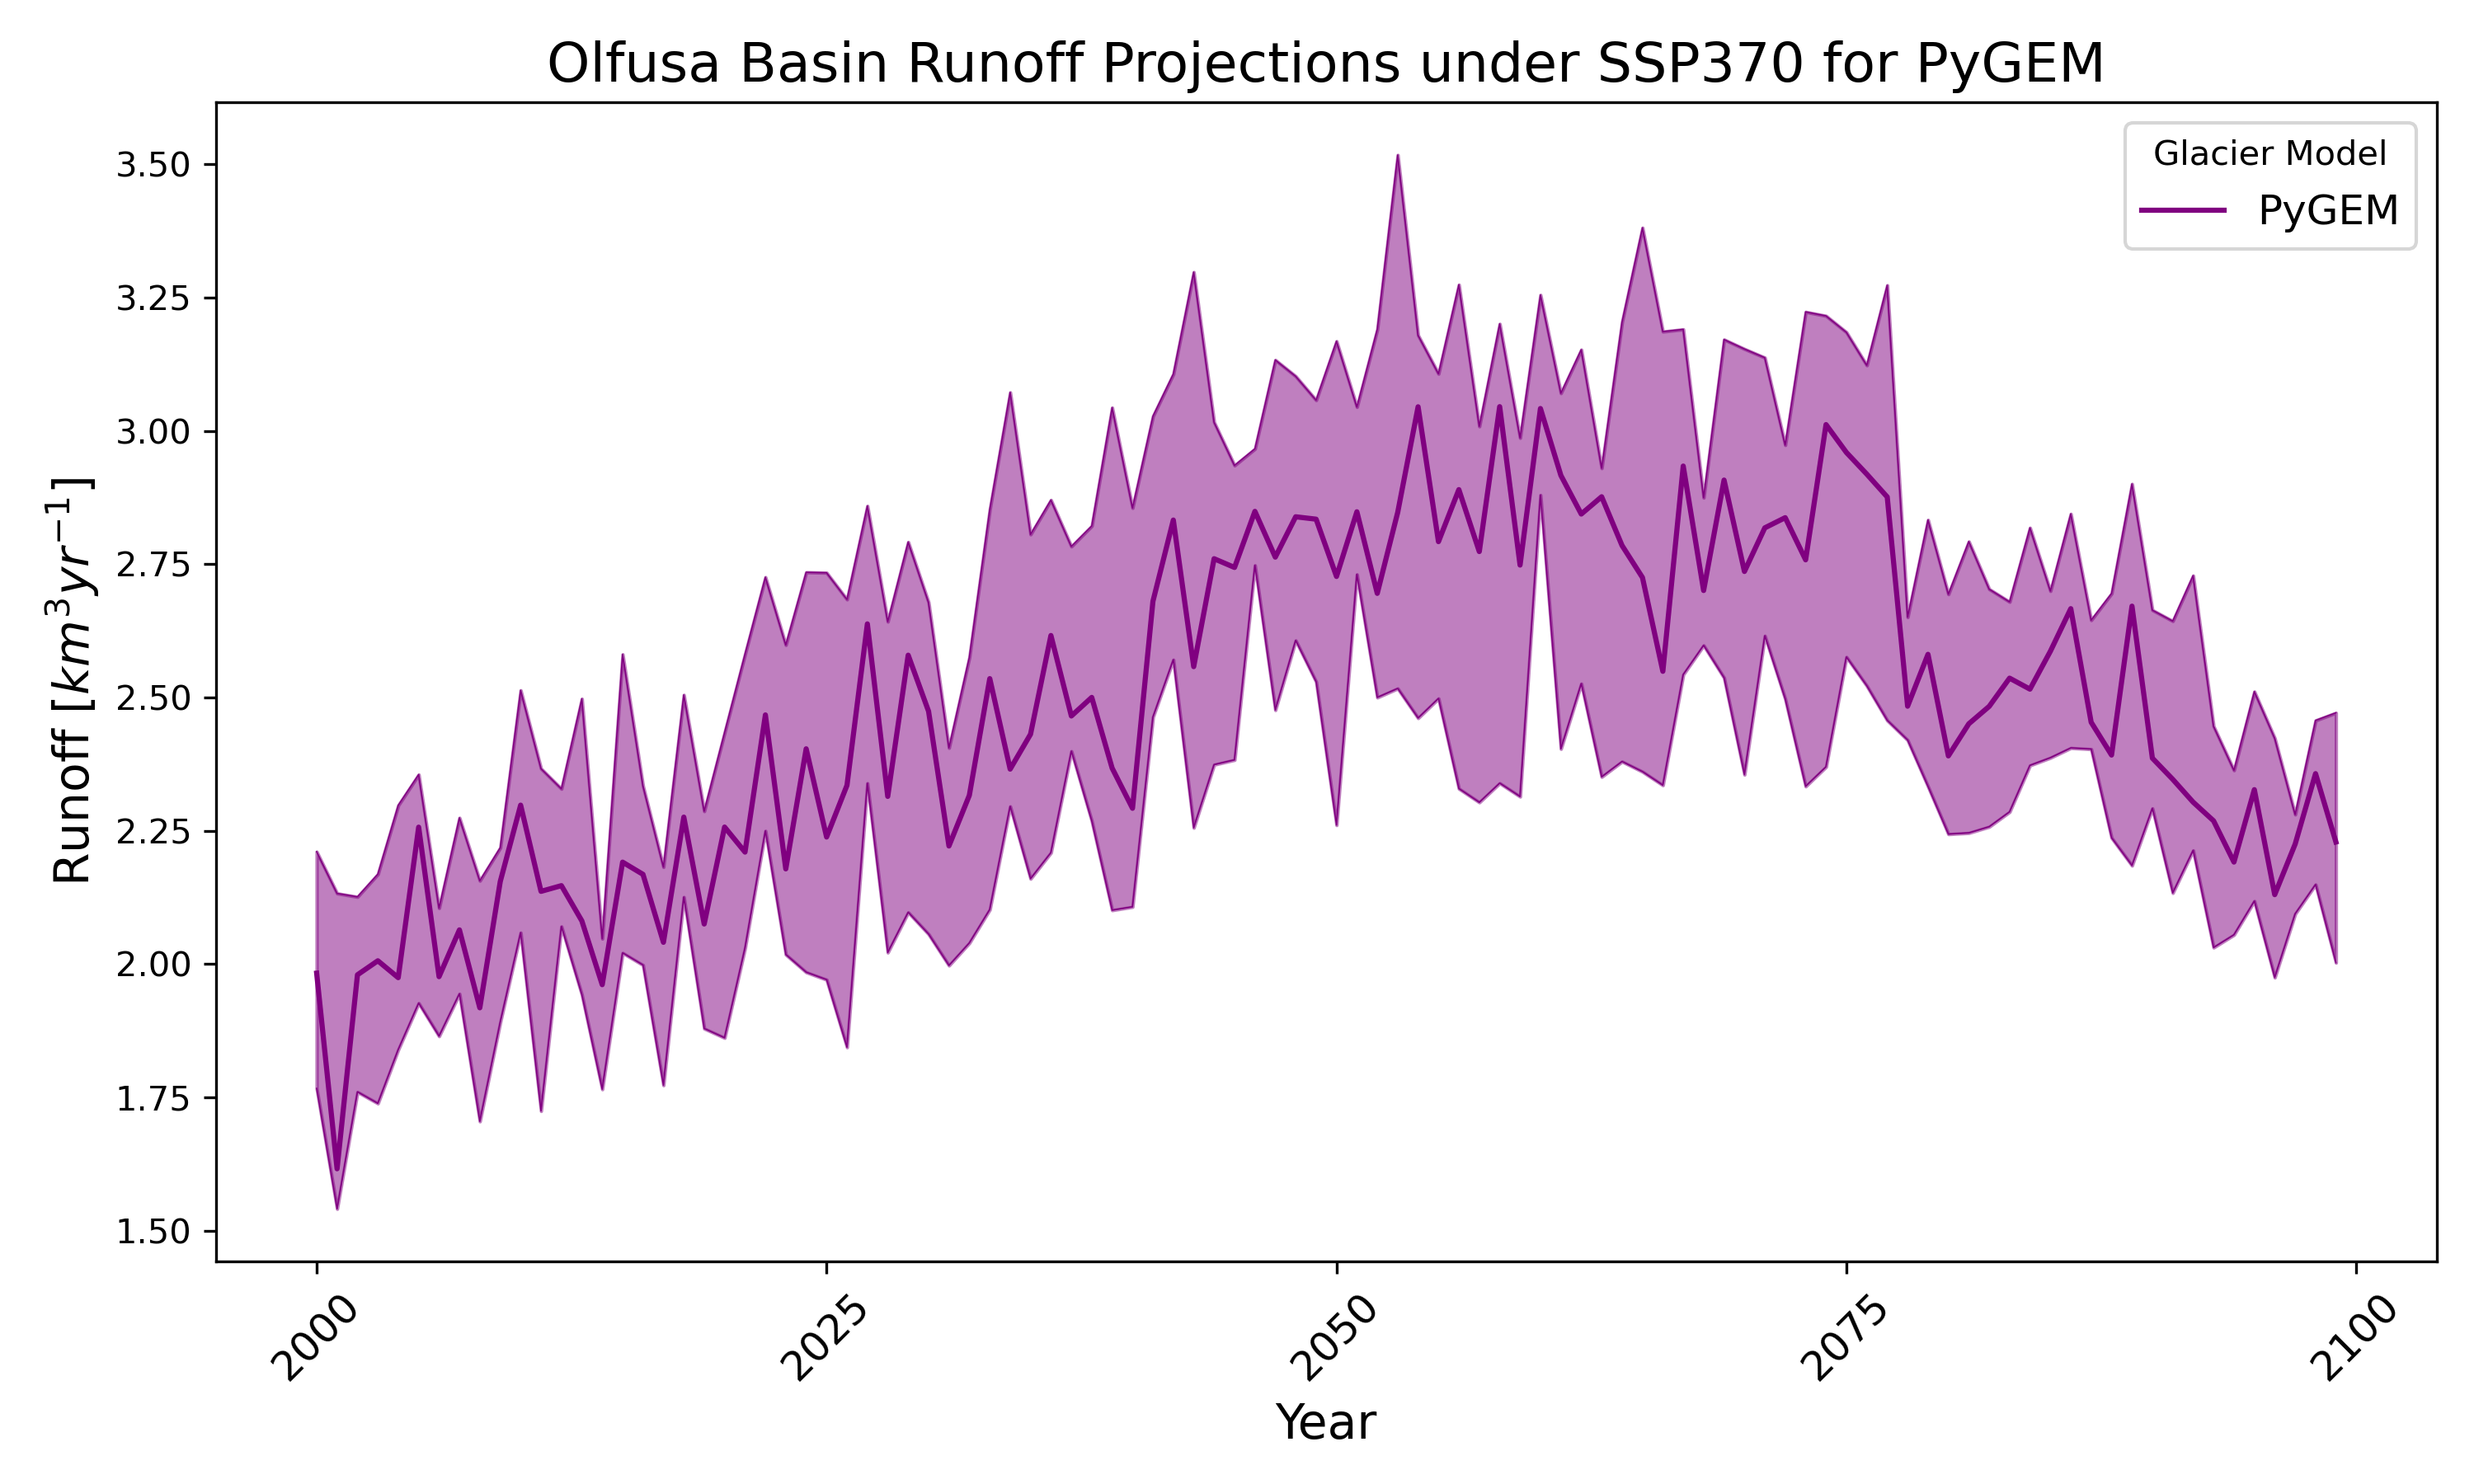 Olfusa Basin Runoff Projections under SSP370 for PyGEM
Glacier Model
PyGEM
Runoff [km³yr⁻¹]
3.50
3.25
3.00
2.75
2.50
2.25
2.00
1.75
1.50
2000
2025
2050
2075
2100
Year